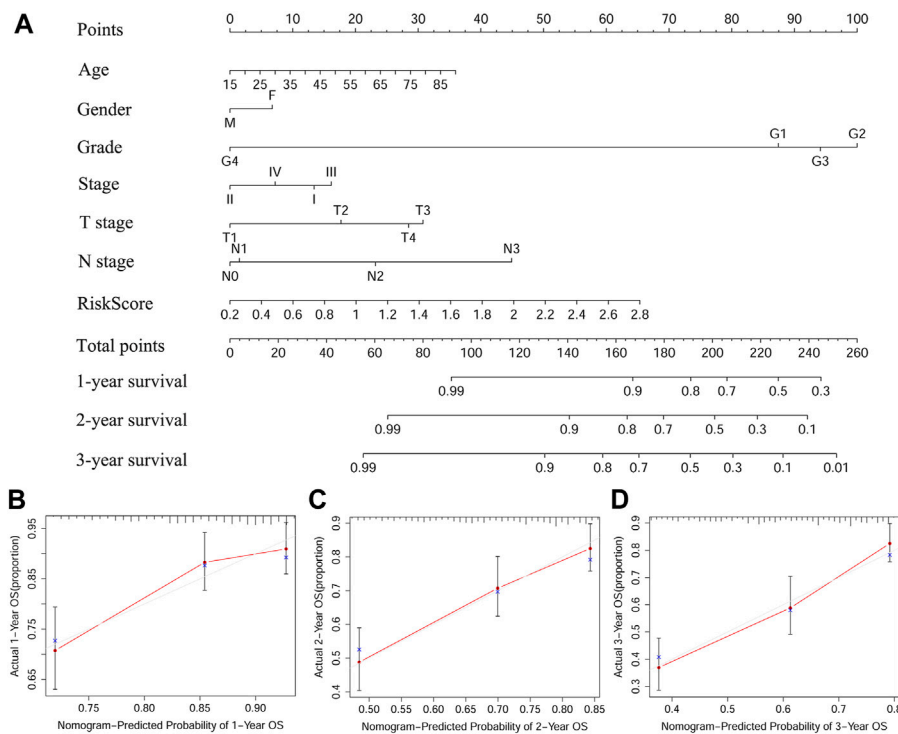 A
Points
0 15 30 45 60 75 90 100
Age
15 25 35 45 55 65 75 85
Gender
F
M
Grade
G1 G2
G4 G3
Stage
IV III
II I
T stage
T2 T3
T1 T4
N stage
N1 N3
N0 N2
RiskScore
0.2 0.4 0.6 0.8 1 1.2 1.4 1.6 2 2.2 2.4 2.6 2.8
Total points
0 20 40 60 80 100 120 140 160 180 200 220 240 260
1-year survival
0.99 0.9 0.8 0.7 0.5 0.3
2-year survival
0.99 0.9 0.8 0.7 0.5 0.3 0.1
3-year survival
0.99 0.9 0.8 0.7 0.5 0.3 0.1 0.01
B
Actual 1-Year OS(proportion)
0.65 0.75 0.85 0.95
0.75 0.80 0.85 0.90
Nomogram-Predicted Probability of 1-Year OS
C
Actual 2-Year OS(proportion)
0.4 0.5 0.6 0.7 0.8 0.9
0.50 0.55 0.60 0.65 0.70 0.75 0.80 0.85
Nomogram-Predicted Probability of 2-Year OS
D
Actual 3-Year OS(proportion)
0.3 0.4 0.5 0.6 0.7 0.8 0.9
0.4 0.5 0.6 0.7 0.8
Nomogram-Predicted Probability of 3-Year OS